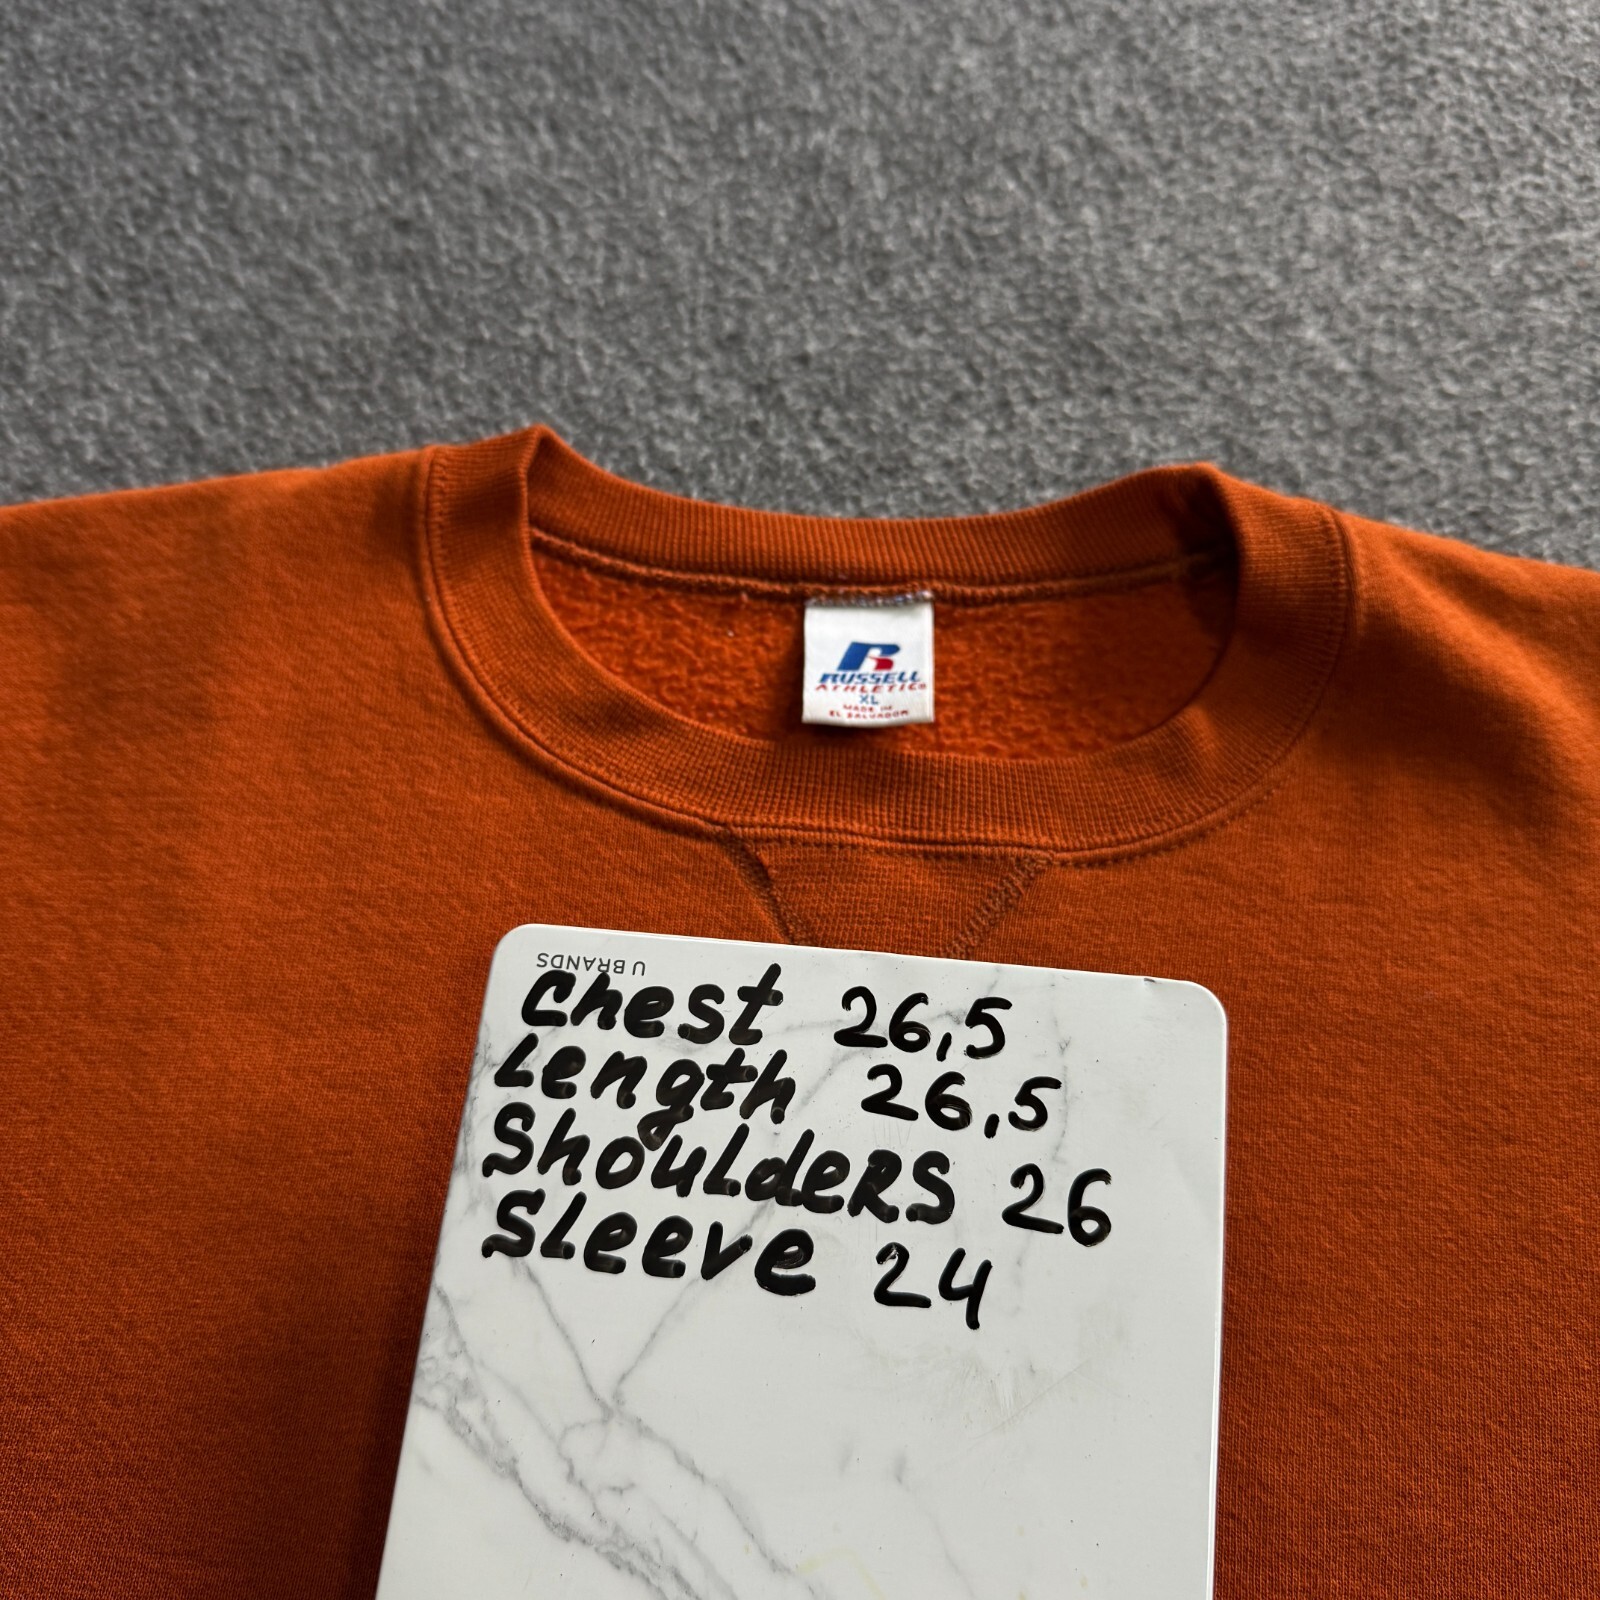 RUSSELL
ATHLETIC
XL
MADE IN
EL SALVADOR
U BRANDS
Chest 26,5
Length 26,5
Shoulders 26
Sleeve 24